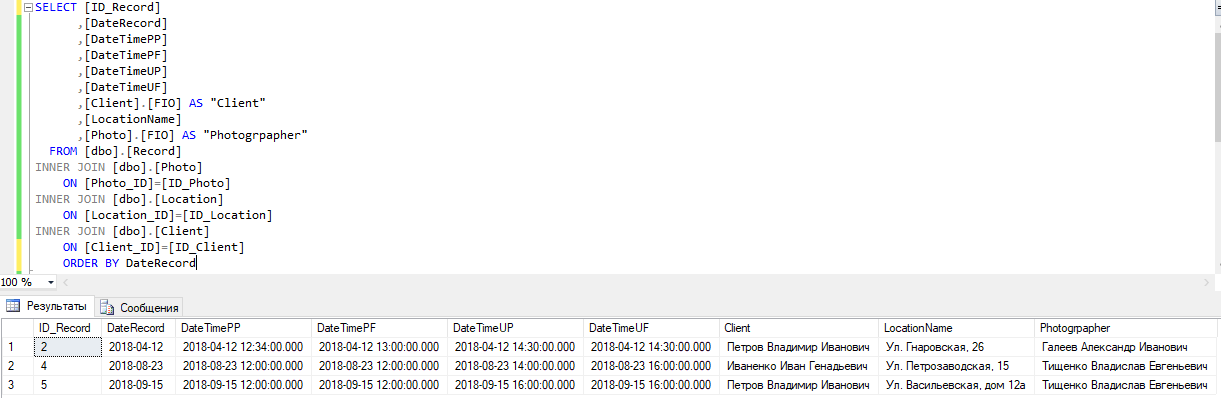 SELECT [ID_Record]
,[DateRecord]
,[DateTimePP]
,[DateTimePF]
,[DateTimeUP]
,[DateTimeUF]
,[Client].[FIO] AS "Client"
,[LocationName]
,[Photo].[FIO] AS "Photogrpapher"
FROM [dbo].[Record]
INNER JOIN [dbo].[Photo]
ON [Photo_ID]=[ID_Photo]
INNER JOIN [dbo].[Location]
ON [Location_ID]=[ID_Location]
INNER JOIN [dbo].[Client]
ON [Client_ID]=[ID_Client]
ORDER BY DateRecord
100 %
Результаты Сообщения
ID_Record DateRecord DateTimePP DateTimePF DateTimeUP DateTimeUF Client LocationName Photogrpapher
1 2 2018-04-12 2018-04-12 12:34:00.000 2018-04-12 13:00:00.000 2018-04-12 14:30:00.000 2018-04-12 14:30:00.000 Петров Владимир Иванович Ул. Гнаровская, 26 Галеев Александр Иванович
2 4 2018-08-23 2018-08-23 12:00:00.000 2018-08-23 12:00:00.000 2018-08-23 14:00:00.000 2018-08-23 16:00:00.000 Иваненко Иван Генадьевич Ул. Петрозаводская, 15 Тищенко Владислав Евгеньевич
3 5 2018-09-15 2018-09-15 12:00:00.000 2018-09-15 12:00:00.000 2018-09-15 16:00:00.000 2018-09-15 16:00:00.000 Петров Владимир Иванович Ул. Васильевская, дом 12а Тищенко Владислав Евгеньевич